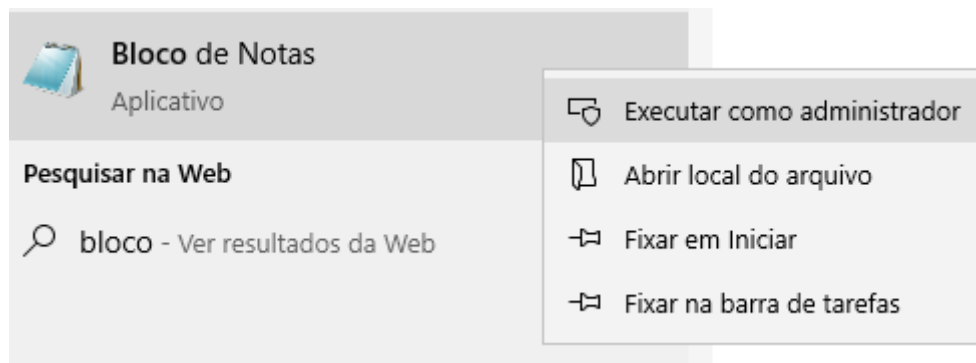 Bloco de Notas
Aplicativo
Pesquisar na Web
bloco - Ver resultados da Web
Executar como administrador
Abrir local do arquivo
Fixar em Iniciar
Fixar na barra de tarefas